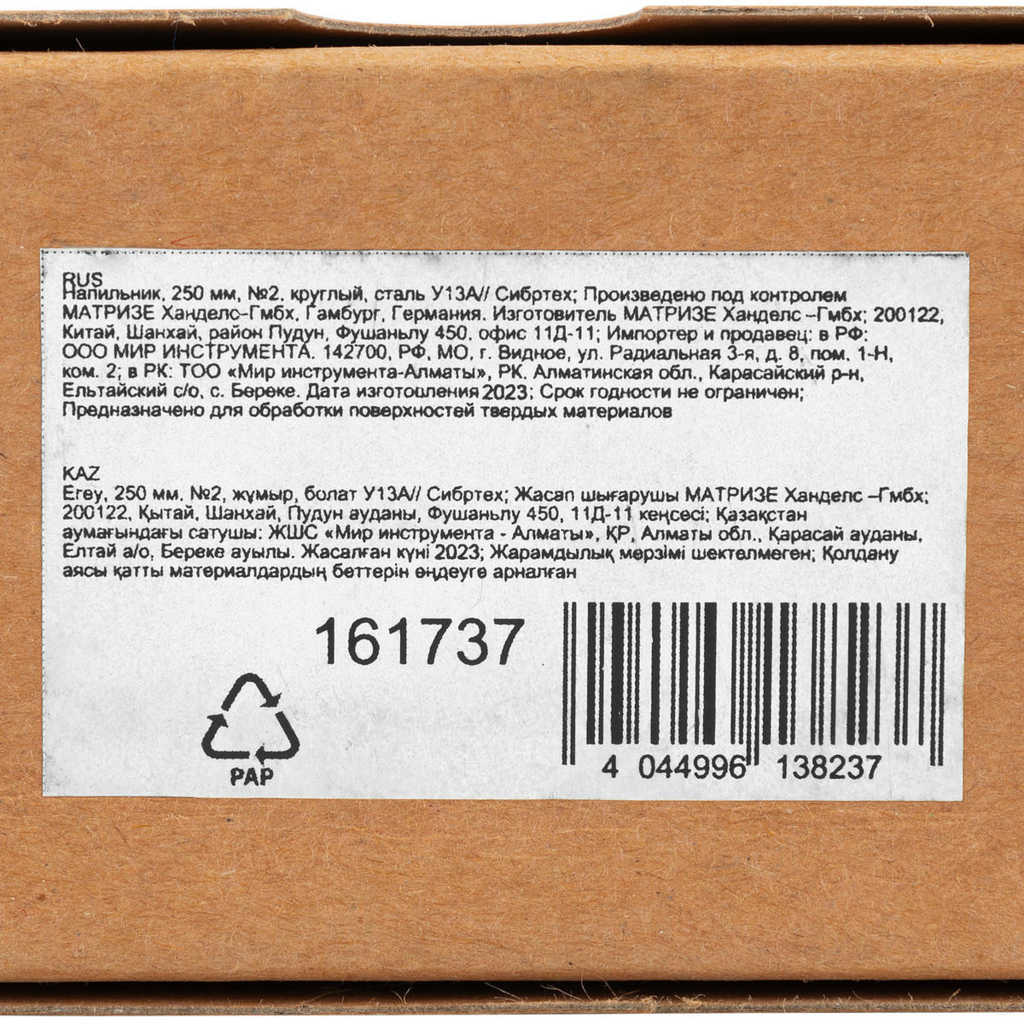 RUS
Напильник, 250 мм, №2, круглый, сталь У13А// Сибртех; Произведено под контролем
МАТРИЗЕ Ханделс-Гмбх, Гамбург, Германия. Изготовитель МАТРИЗЕ Ханделс –Гмбх; 200122,
Китай, Шанхай, район Пудун, Фушаньлу 450, офис 11Д-11; Импортер и продавец: в РФ:
ООО МИР ИНСТРУМЕНТА. 142700, РФ, МО, г. Видное, ул. Радиальная 3-я, д. 8, пом. 1-Н,
ком. 2; в РК: ТОО «Мир инструмента-Алматы», РК, Алматинская обл., Карасайский р-н,
Ельтайский с/о, с. Береке. Дата изготовления 2023; Срок годности не ограничен;
Предназначено для обработки поверхностей твердых материалов
KAZ
Егеу, 250 мм, №2, жұмыр, болат У13А// Сибртех; Жасап шығарушы МАТРИЗЕ Ханделс –Гмбх;
200122, Қытай, Шанхай, Пудун ауданы, Фушаньлу 450, 11Д-11 кеңсесі; Қазақстан
аумағындағы сатушы: ЖШС «Мир инструмента - Алматы», ҚР, Алматы обл., Қарасай ауданы,
Елтай а/о, Береке ауылы. Жасалған күні 2023; Жарамдылық мерзімі шектелмеген; Қолдану
аясы қатты материалдардың беттерін өңдеуге арналған
161737
PAP
4 044996 138237